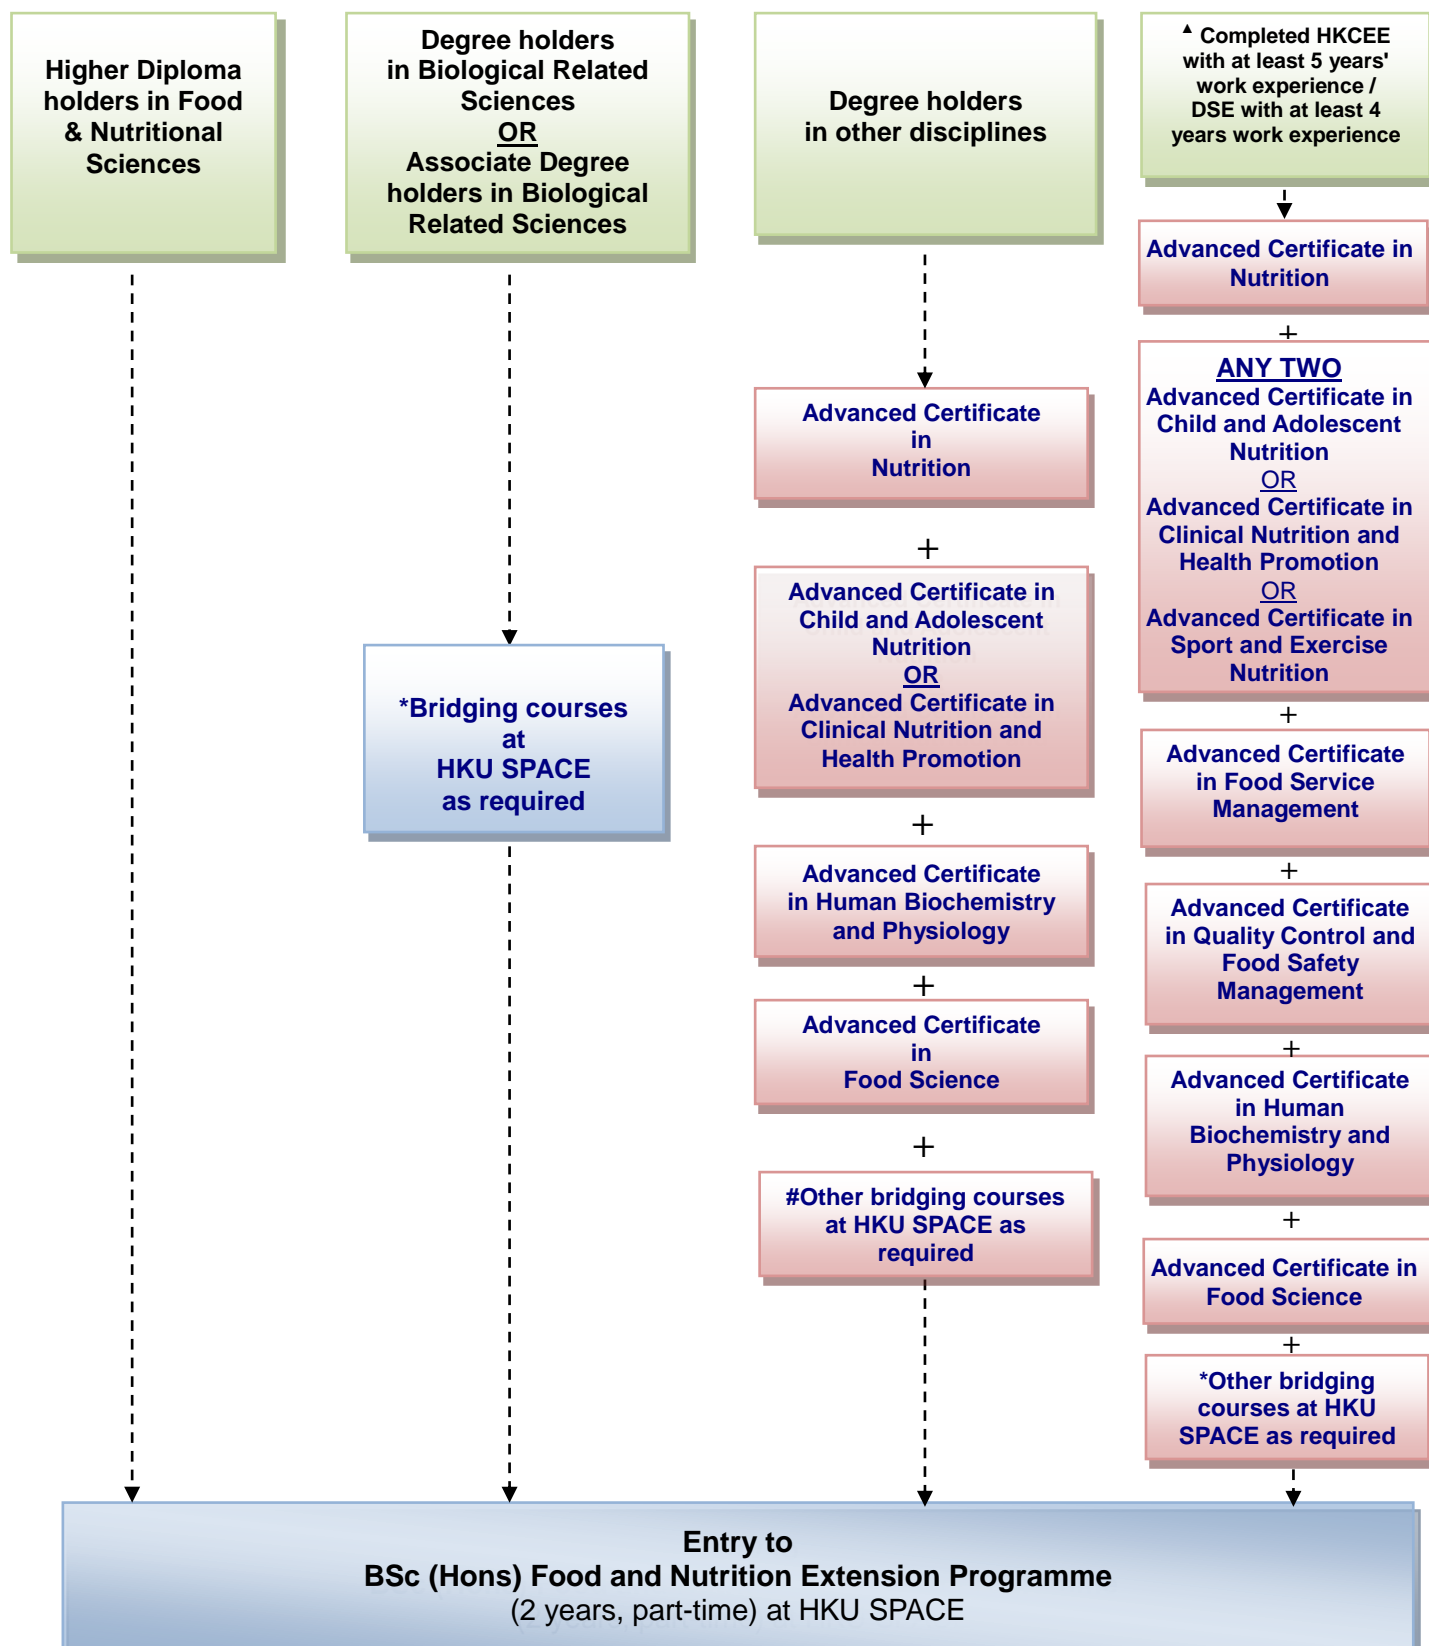 Higher Diploma
holders in Food
& Nutritional
Sciences
Degree holders
in Biological Related
Sciences
OR
Associate Degree
holders in Biological
Related Sciences
Degree holders
in other disciplines
▲ Completed HKCEE
with at least 5 years'
work experience /
DSE with at least 4
years work experience
*Bridging courses
at
HKU SPACE
as required
Advanced Certificate
in
Nutrition
+
Advanced Certificate in
Child and Adolescent
Nutrition
OR
Advanced Certificate in
Clinical Nutrition and
Health Promotion
+
Advanced Certificate
in Human Biochemistry
and Physiology
+
Advanced Certificate
in
Food Science
+
#Other bridging courses
at HKU SPACE as
required
Advanced Certificate in
Nutrition
+
ANY TWO
Advanced Certificate in
Child and Adolescent
Nutrition
OR
Advanced Certificate in
Clinical Nutrition and
Health Promotion
OR
Advanced Certificate in
Sport and Exercise
Nutrition
+
Advanced Certificate
in Food Service
Management
+
Advanced Certificate
in Quality Control and
Food Safety
Management
+
Advanced Certificate
in Human
Biochemistry and
Physiology
+
Advanced Certificate in
Food Science
+
*Other bridging
courses at HKU
SPACE as required
Entry to
BSc (Hons) Food and Nutrition Extension Programme
(2 years, part-time) at HKU SPACE